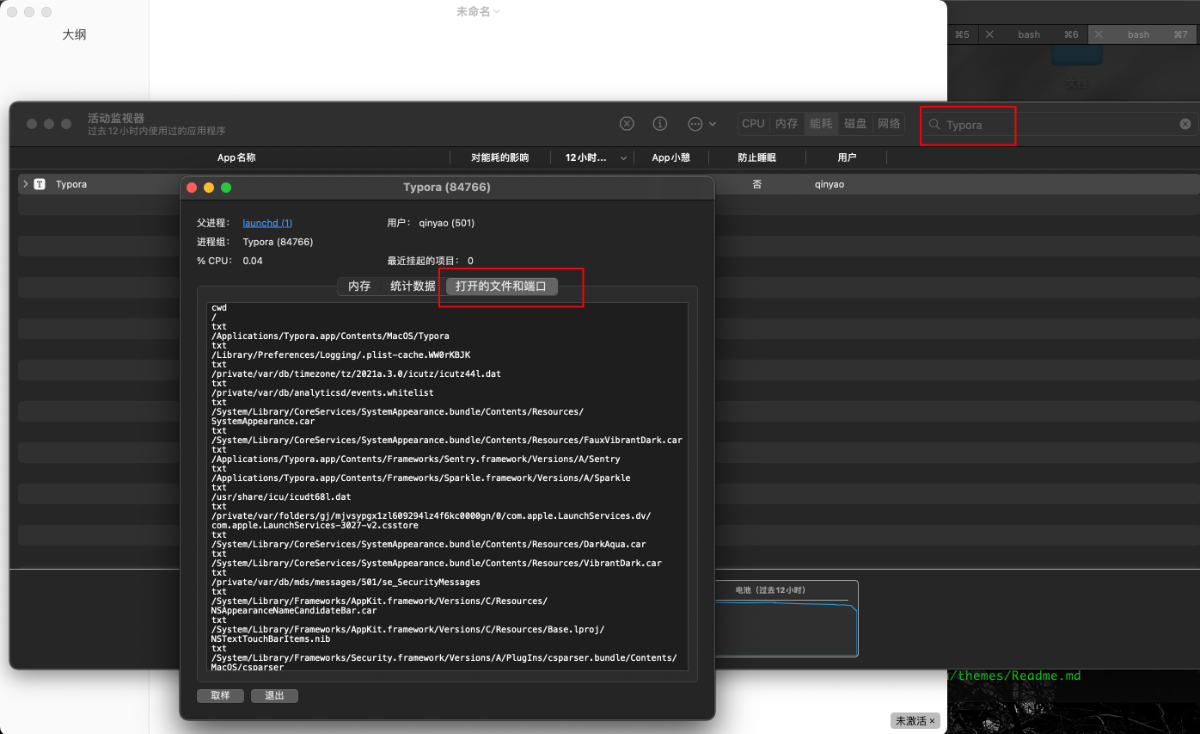 未命名
大纲
⌘5
bash
⌘6
bash
⌘7
活动监视器
过去12小时内使用过的应用程序
CPU
内存
能耗
磁盘
网络
Typora
App名称
对能耗的影响
12小时...
App小憩
防止睡眠
用户
Typora
否
qinyao
Typora (84766)
父进程: launchd (1)
用户: qinyao (501)
进程组: Typora (84766)
% CPU: 0.04
最近挂起的项目: 0
内存
统计数据
打开的文件和端口
cwd
/
txt
/Applications/Typora.app/Contents/MacOS/Typora
txt
/Library/Preferences/Logging/.plist-cache.WW0rKBJK
txt
/private/var/db/timezone/tz/2021a.3.0/icutz/icutz44l.dat
txt
/private/var/db/analyticsd/events.whitelist
txt
/System/Library/CoreServices/SystemAppearance.bundle/Contents/Resources/
SystemAppearance.car
txt
/System/Library/CoreServices/SystemAppearance.bundle/Contents/Resources/FauxVibrantDark.car
txt
/Applications/Typora.app/Contents/Frameworks/Sentry.framework/Versions/A/Sentry
txt
/Applications/Typora.app/Contents/Frameworks/Sparkle.framework/Versions/A/Sparkle
txt
/usr/share/icu/icudt68l.dat
txt
/private/var/folders/gj/mjvsypgx1zl609294lz4f6kc0000gn/0/com.apple.LaunchServices.dv/
com.apple.LaunchServices-3027-v2.csstore
txt
/System/Library/CoreServices/SystemAppearance.bundle/Contents/Resources/DarkAqua.car
txt
/System/Library/CoreServices/SystemAppearance.bundle/Contents/Resources/VibrantDark.car
txt
/private/var/db/mds/messages/501/se_SecurityMessages
txt
/System/Library/Frameworks/AppKit.framework/Versions/C/Resources/
NSAppearanceNameCandidateBar.car
txt
/System/Library/Frameworks/AppKit.framework/Versions/C/Resources/Base.lproj/
NSTextTouchBarItems.nib
txt
/System/Library/Frameworks/Security.framework/Versions/A/PlugIns/csparser.bundle/Contents/
MacOS/csparser
取样
退出
电池（过去12小时）
/themes/Readme.md
未激活 ×